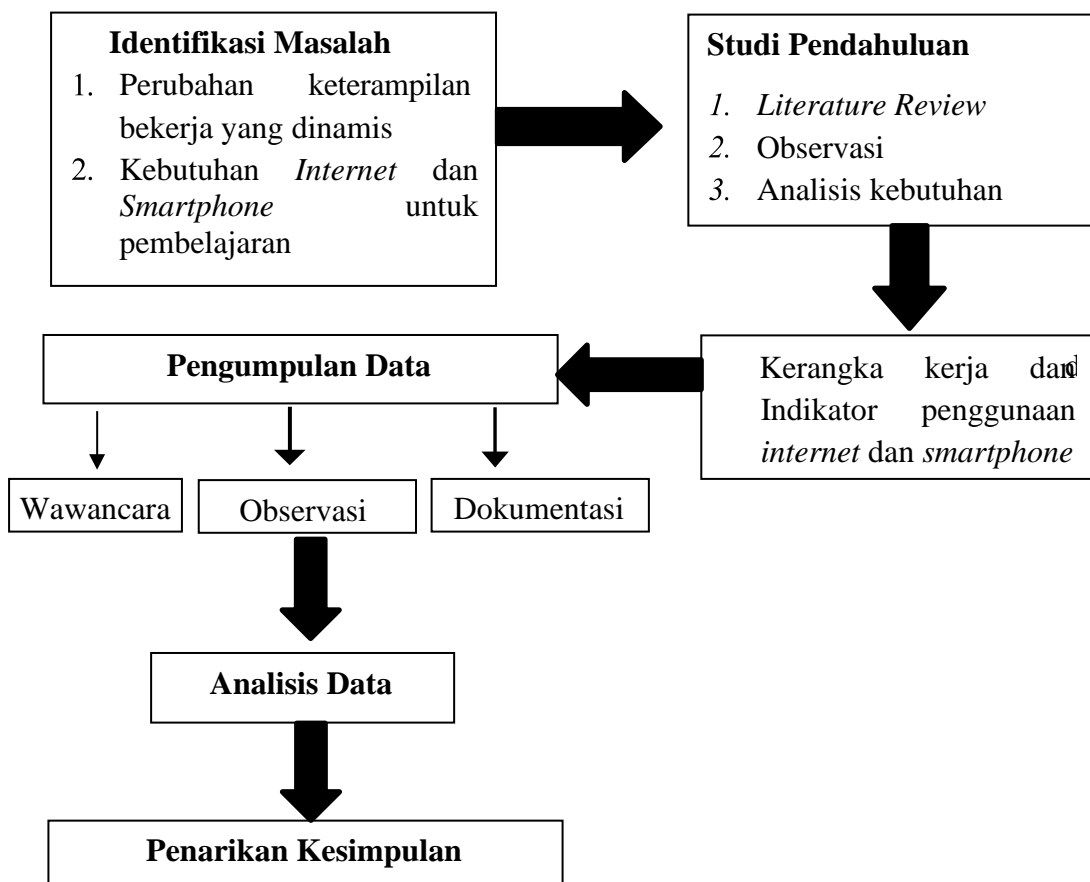 Identifikasi Masalah
1. Perubahan keterampilan
bekerja yang dinamis
2. Kebutuhan Internet dan
Smartphone untuk
pembelajaran
Studi Pendahuluan
1. Literature Review
2. Observasi
3. Analisis kebutuhan
Kerangka kerja dan
Indikator penggunaan
internet dan smartphone
Pengumpulan Data
Wawancara
Observasi
Dokumentasi
Analisis Data
Penarikan Kesimpulan